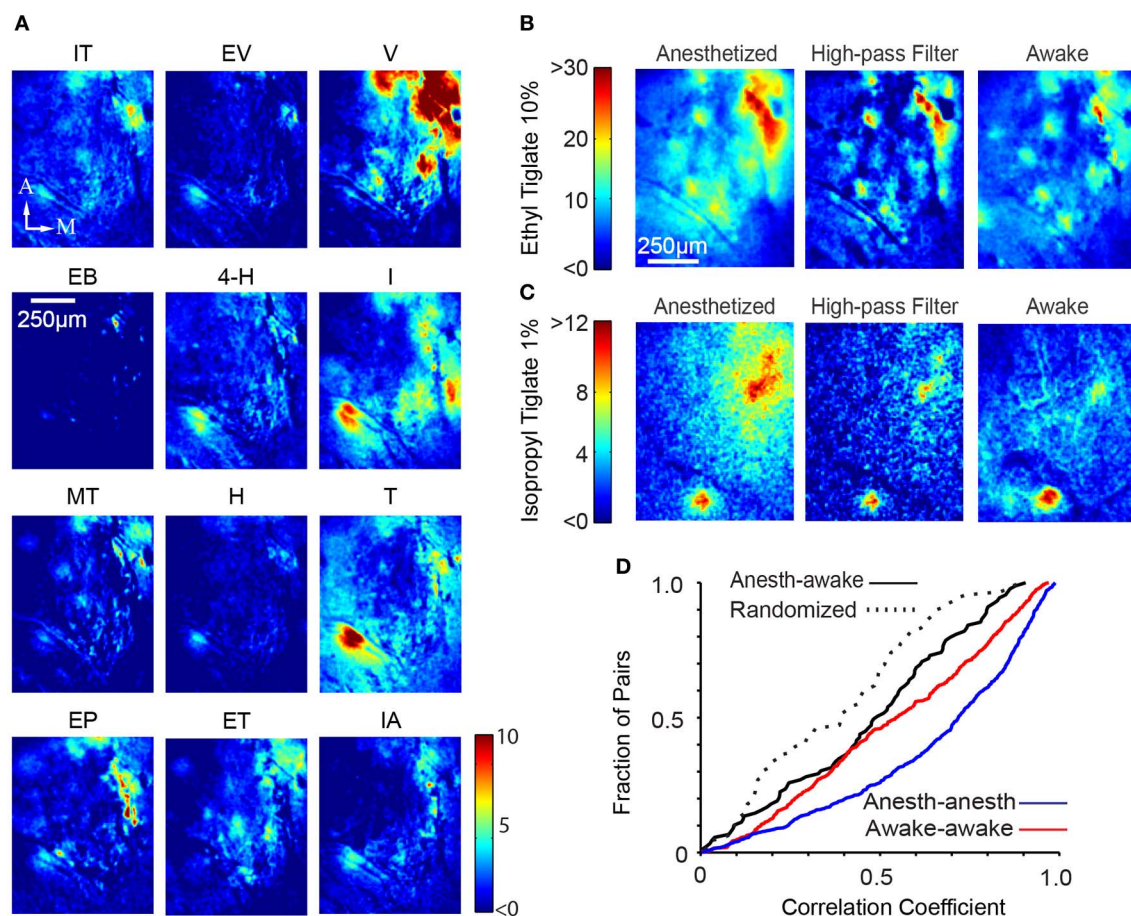 A
IT EV V
A
M
EB 4-H I
250µm
MT H T
EP ET IA
10
5
<0
B
Anesthetized High-pass Filter Awake
Ethyl Tiglate 10%
>30
20
10
<0
250µm
C
Anesthetized High-pass Filter Awake
Isopropyl Tiglate 1%
>12
8
4
<0
D
Anesth-awake
Randomized
Anesth-anesth
Awake-awake
Fraction of Pairs
1.0
0.5
0
0 0.5 1.0
Correlation Coefficient